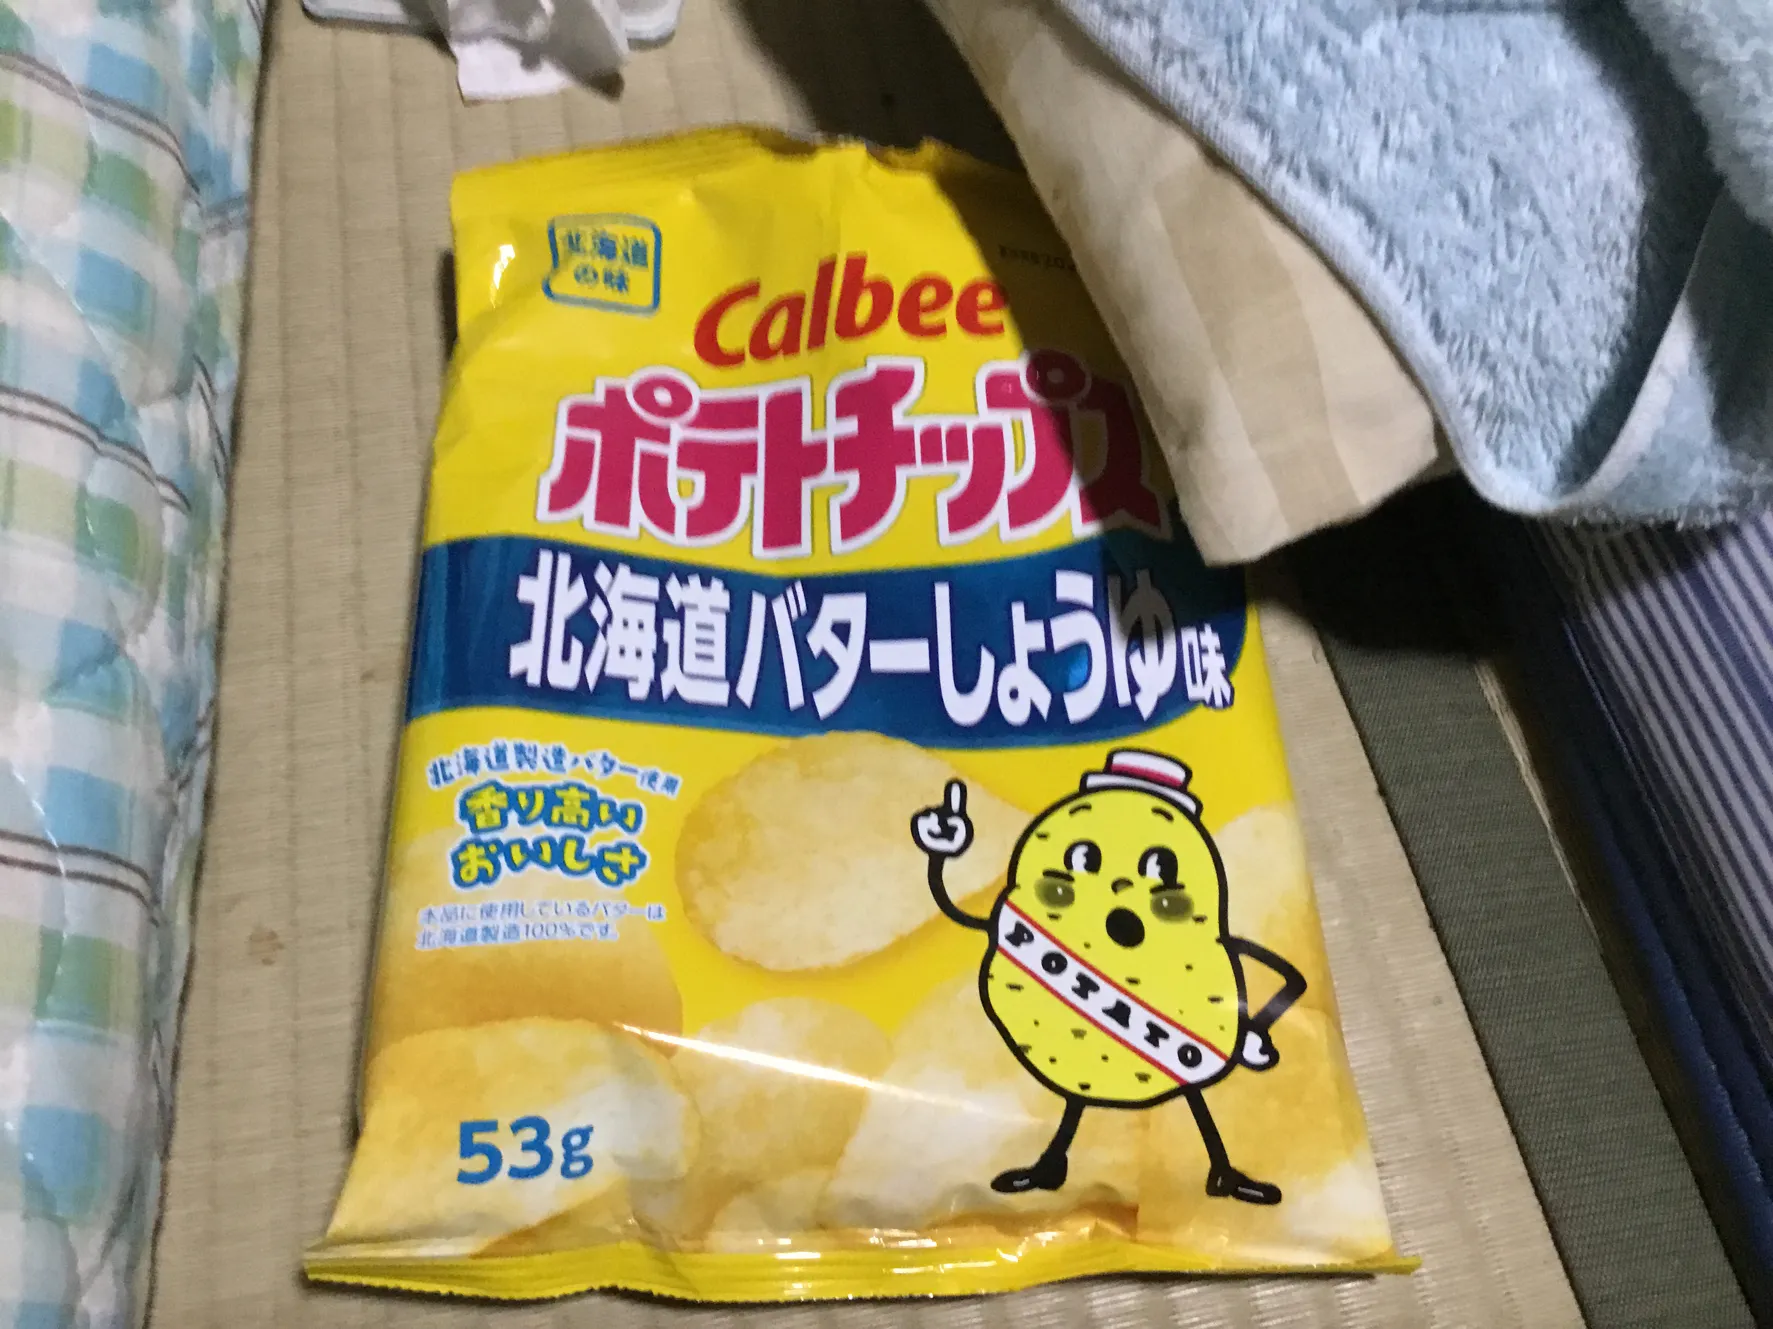 北海道
の味
Calbee
ポテトチップス
北海道バターしょうゆ味
北海道製造バター使用
香り高い
おいしさ
本品に使用しているバターは
北海道製造100%です。
POTATO
53g